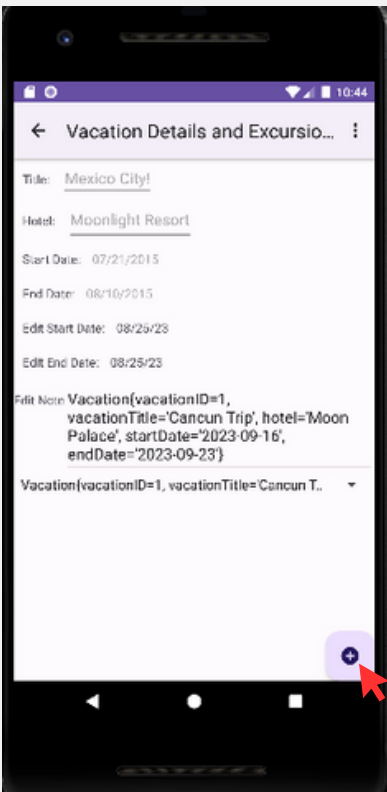 10:44
Vacation Details and Excursio...
Title: Mexico City!
Hotel: Moonlight Resort
Start Date: 07/21/2015
End Date: 08/10/2015
Edit Start Date: 08/25/23
Edit End Date: 08/25/23
Edit Note Vacation{vacationID=1,
vacationTitle='Cancun Trip', hotel='Moon
Palace', startDate='2023-09-16',
endDate='2023-09-23'}
Vacation{vacationID=1, vacationTitle='Cancun T..